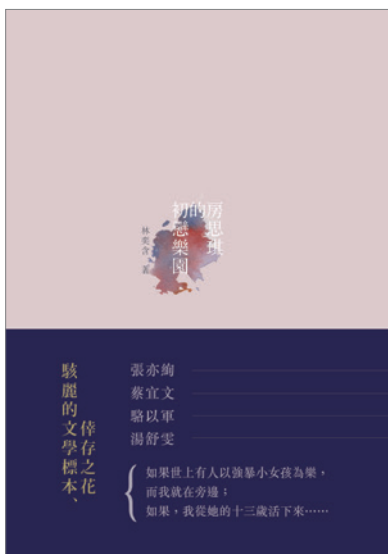 房思琪
的
初戀樂園
林奕含 著
駭麗的文學標本、
倖存之花
張亦絢
蔡宜文
駱以軍
湯舒雯
如果世上有人以強暴小女孩為樂，
而我就在旁邊；
如果，我從她的十三歲活下來⋯⋯